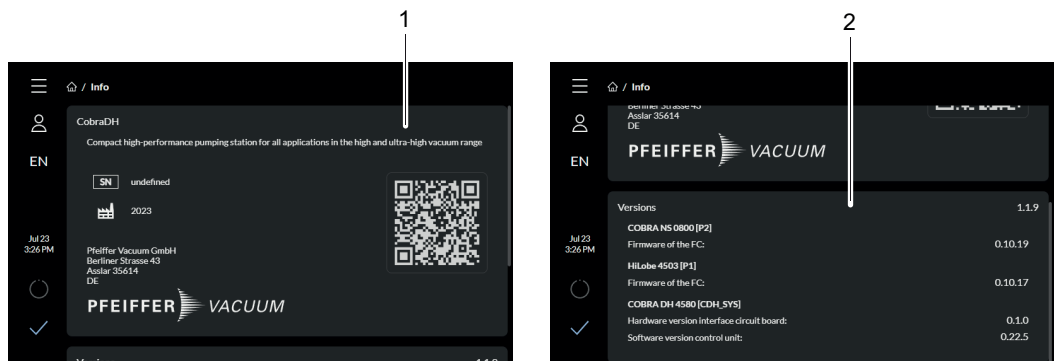 1
/ Info
CobraDH
Compact high-performance pumping station for all applications in the high and ultra-high vacuum range
EN
SN undefined
2023
Jul 23
3:26 PM
Pfeiffer Vacuum GmbH
Berliner Strasse 43
Asslar 35614
DE
PFEIFFER VACUUM
2
/ Info
Berliner Strasse 43
Asslar 35614
DE
EN
PFEIFFER VACUUM
Versions 1.1.9
COBRA NS 0800 [P2]
Jul 23
3:26 PM
Firmware of the FC: 0.10.19
HiLobe 4503 [P1]
Firmware of the FC: 0.10.17
COBRA DH 4580 [CDH_SYS]
Hardware version interface circuit board: 0.1.0
Software version control unit: 0.22.5